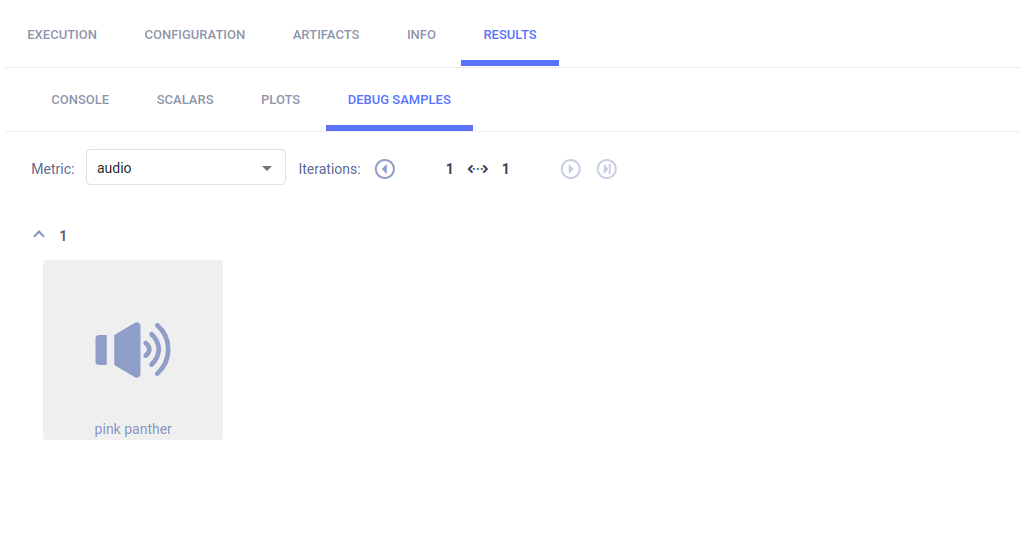 EXECUTION CONFIGURATION ARTIFACTS INFO RESULTS
CONSOLE SCALARS PLOTS DEBUG SAMPLES
Metric: audio Iterations: 1 1
1
pink panther